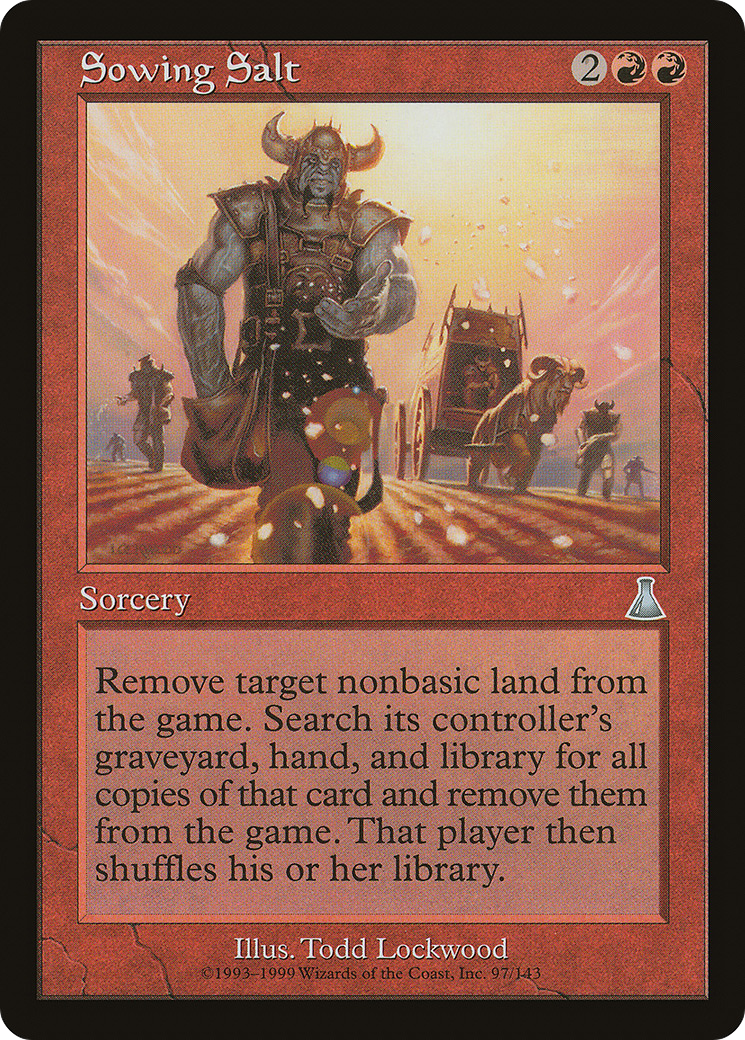 Sowing Salt 2
Sorcery
Remove target nonbasic land from
the game. Search its controller's
graveyard, hand, and library for all
copies of that card and remove them
from the game. That player then
shuffles his or her library.
Illus. Todd Lockwood
©1993–1999 Wizards of the Coast, Inc. 97/143